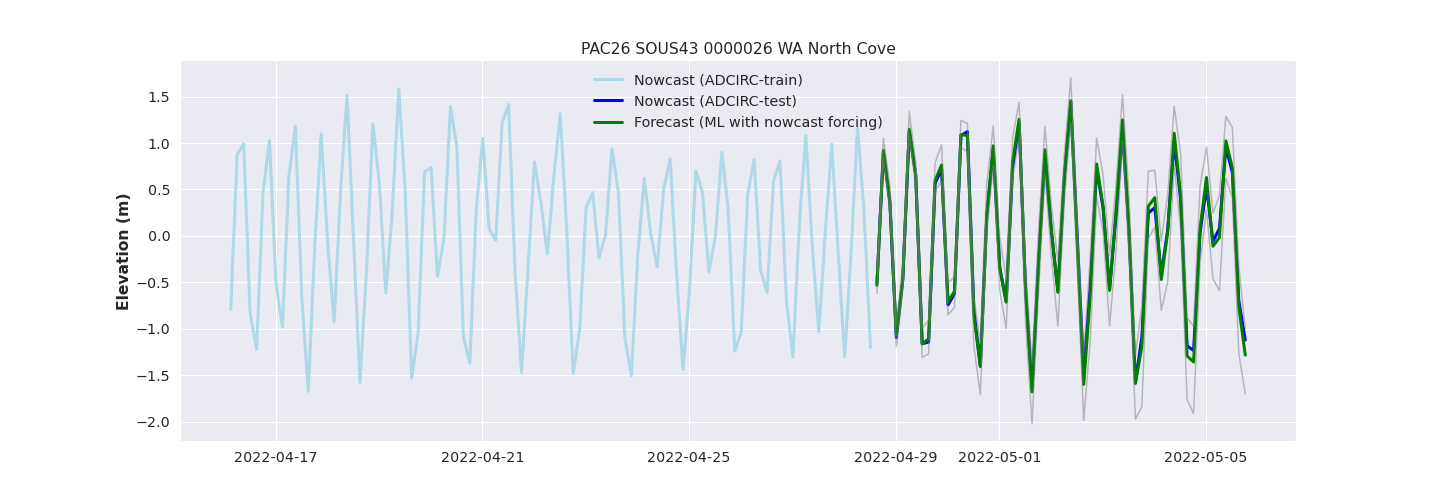 PAC26 SOUS43 0000026 WA North Cove
Nowcast (ADCIRC-train)
Nowcast (ADCIRC-test)
Forecast (ML with nowcast forcing)
Elevation (m)
1.5
1.0
0.5
0.0
−0.5
−1.0
−1.5
−2.0
2022-04-17
2022-04-21
2022-04-25
2022-04-29
2022-05-01
2022-05-05